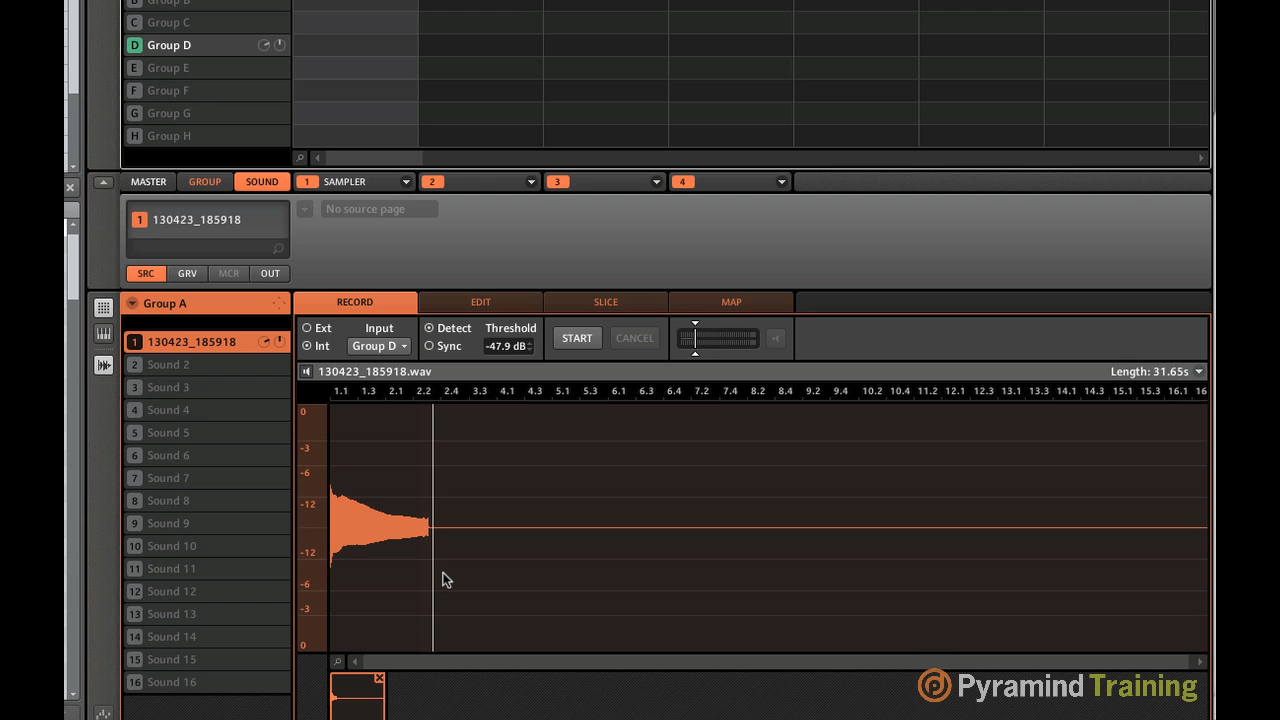 Group B
C Group C
D Group D
E Group E
F Group F
G Group G
H Group H
MASTER GROUP SOUND 1 SAMPLER 2 3 4
1 130423_185918
No source page
SRC GRV MCR OUT
Group A
RECORD EDIT SLICE MAP
Ext Input Detect Threshold
Int Group D Sync -47.9 dB
START CANCEL
1 130423_185918
2 Sound 2
3 Sound 3
4 Sound 4
5 Sound 5
6 Sound 6
7 Sound 7
8 Sound 8
9 Sound 9
10 Sound 10
11 Sound 11
12 Sound 12
13 Sound 13
14 Sound 14
15 Sound 15
16 Sound 16
130423_185918.wav Length: 31.65s
1.1 1.3 2.1 2.2 2.4 3.1 3.3 4.1 4.3 5.1 5.3 6.1 6.3 7.2 7.4 8.2 8.4 9.2 9.4 10.2 10.4 11.2 11.4 12.1 12.3 13.1 13.3 14.1 14.3 15.1 15.3 16.1 16
0
-3
-6
-12
-12
-6
-3
0
Pyramind Training